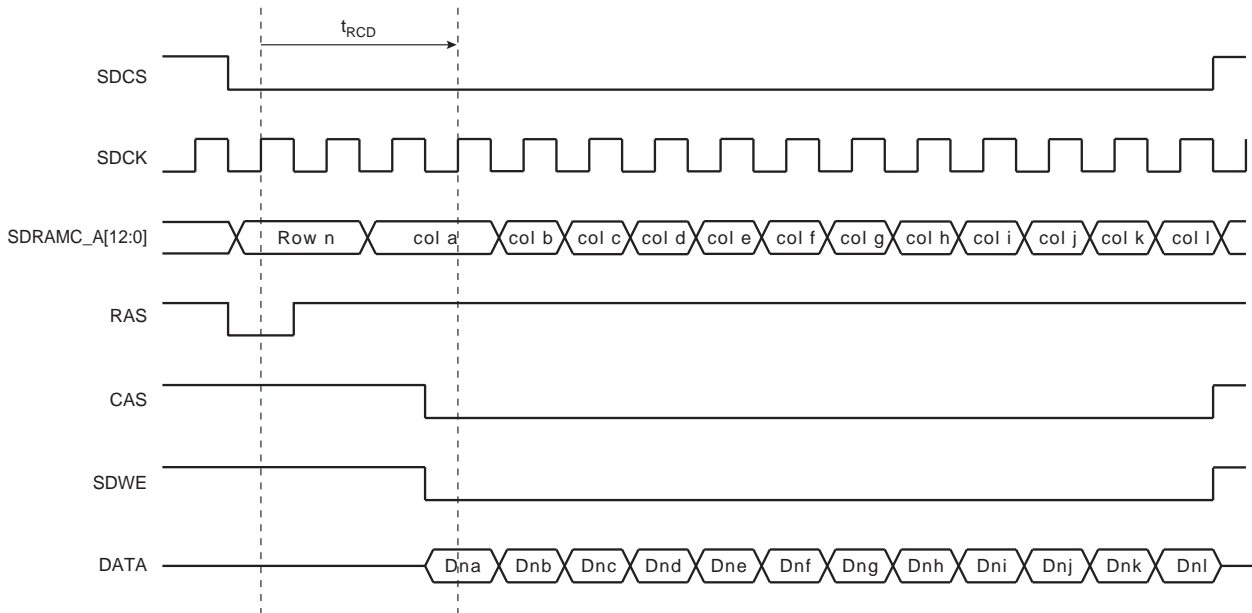 tRCD
SDCS
SDCK
SDRAMC_A[12:0] Row n col a col b col c col d col e col f col g col h col i col j col k col l
RAS
CAS
SDWE
DATA Dna Dnb Dnc Dnd Dne Dnf Dng Dnh Dni Dnj Dnk Dnl